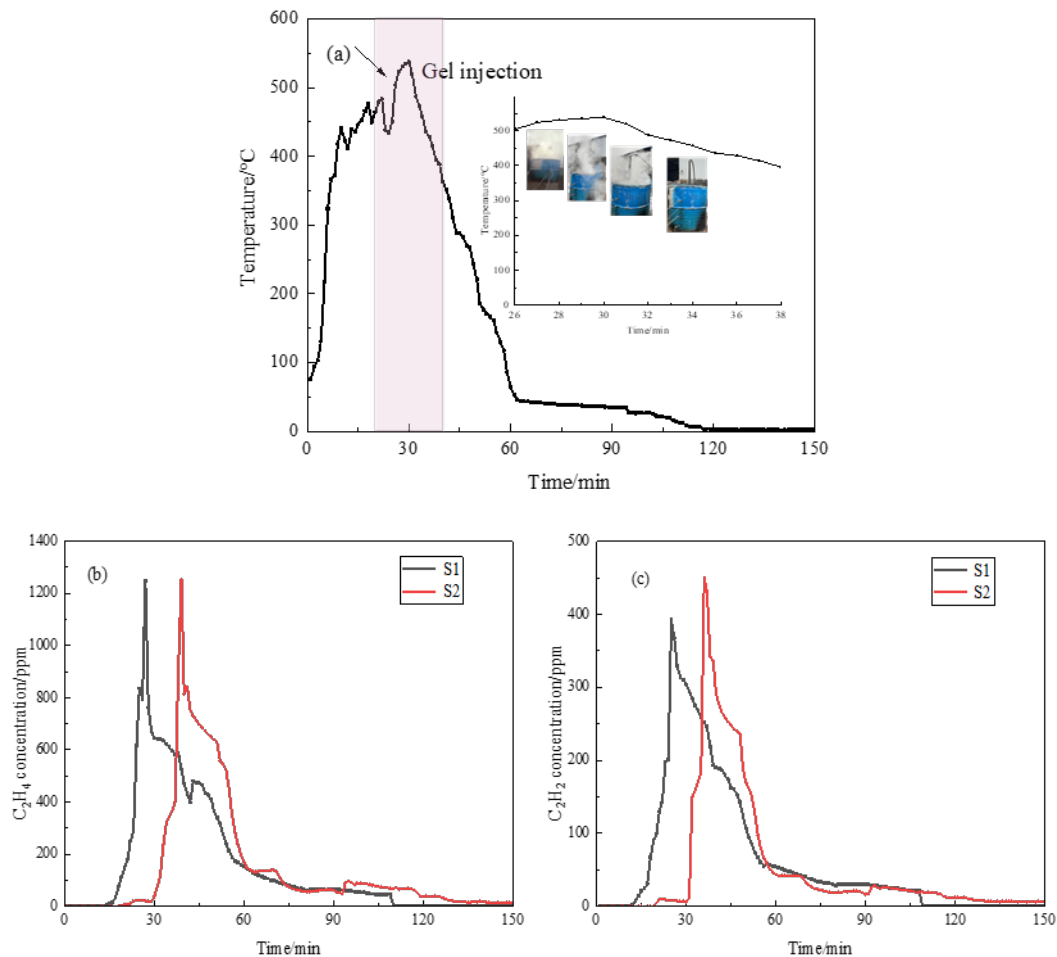 (a)
Gel injection
Temperature/°C
600
500
400
300
200
100
0
0 30 60 90 120 150
Time/min
Temperature/°C
500
400
350
300
200
100
0
26 28 30 32 34 36 38
Time/min
(b)
S1
S2
C₂H₄ concentration/ppm
1400
1200
1000
800
600
400
200
0
0 30 60 90 120 150
Time/min
(c)
S1
S2
C₂H₂ concentration/ppm
500
400
300
200
100
0
0 30 60 90 120 150
Time/min